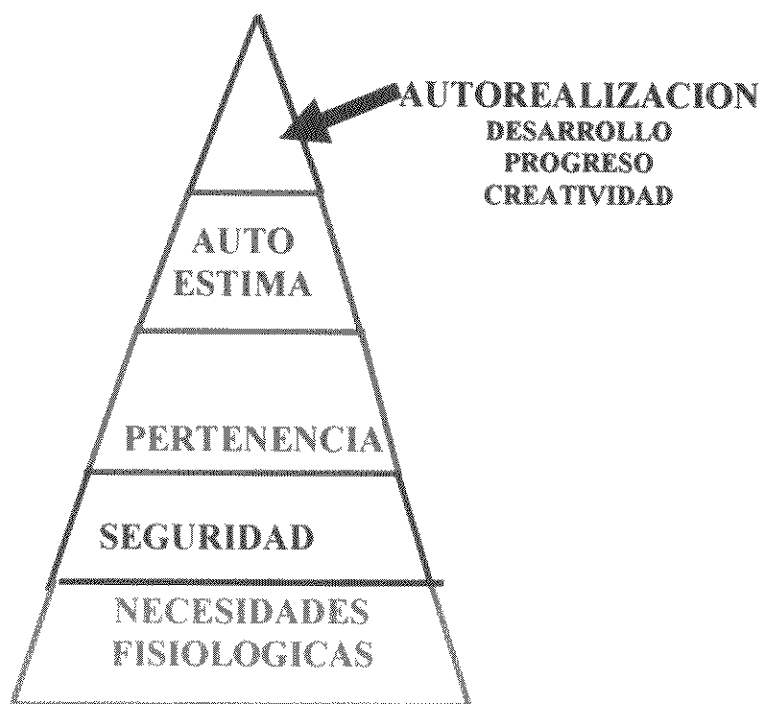 AUTOREALIZACION
DESARROLLO
PROGRESO
CREATIVIDAD
AUTO
ESTIMA
PERTENENCIA
SEGURIDAD
NECESIDADES
FISIOLOGICAS